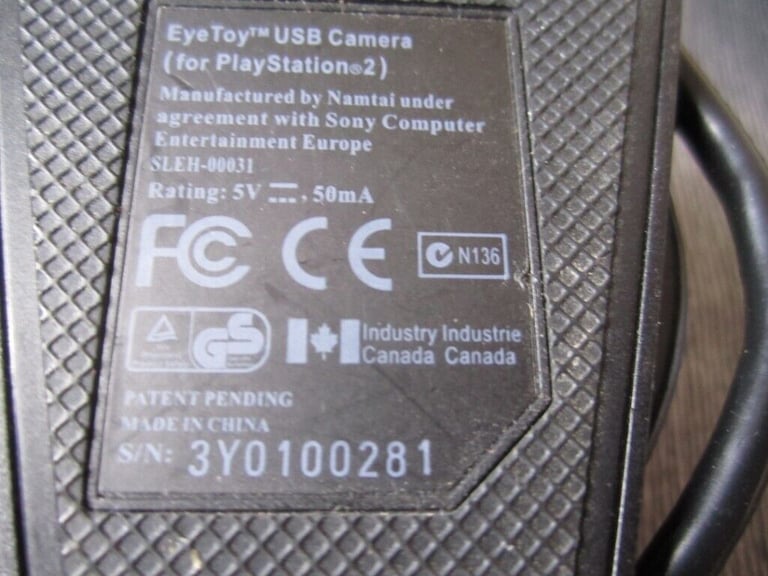 EyeToy™ USB Camera
(for PlayStation®2)
Manufactured by Namtai under
agreement with Sony Computer
Entertainment Europe
SLEH-00031
Rating: 5V ⎓, 50mA
FC CE N136
GS Industry Industrie
Canada Canada
PATENT PENDING
MADE IN CHINA
S/N: 3Y0100281